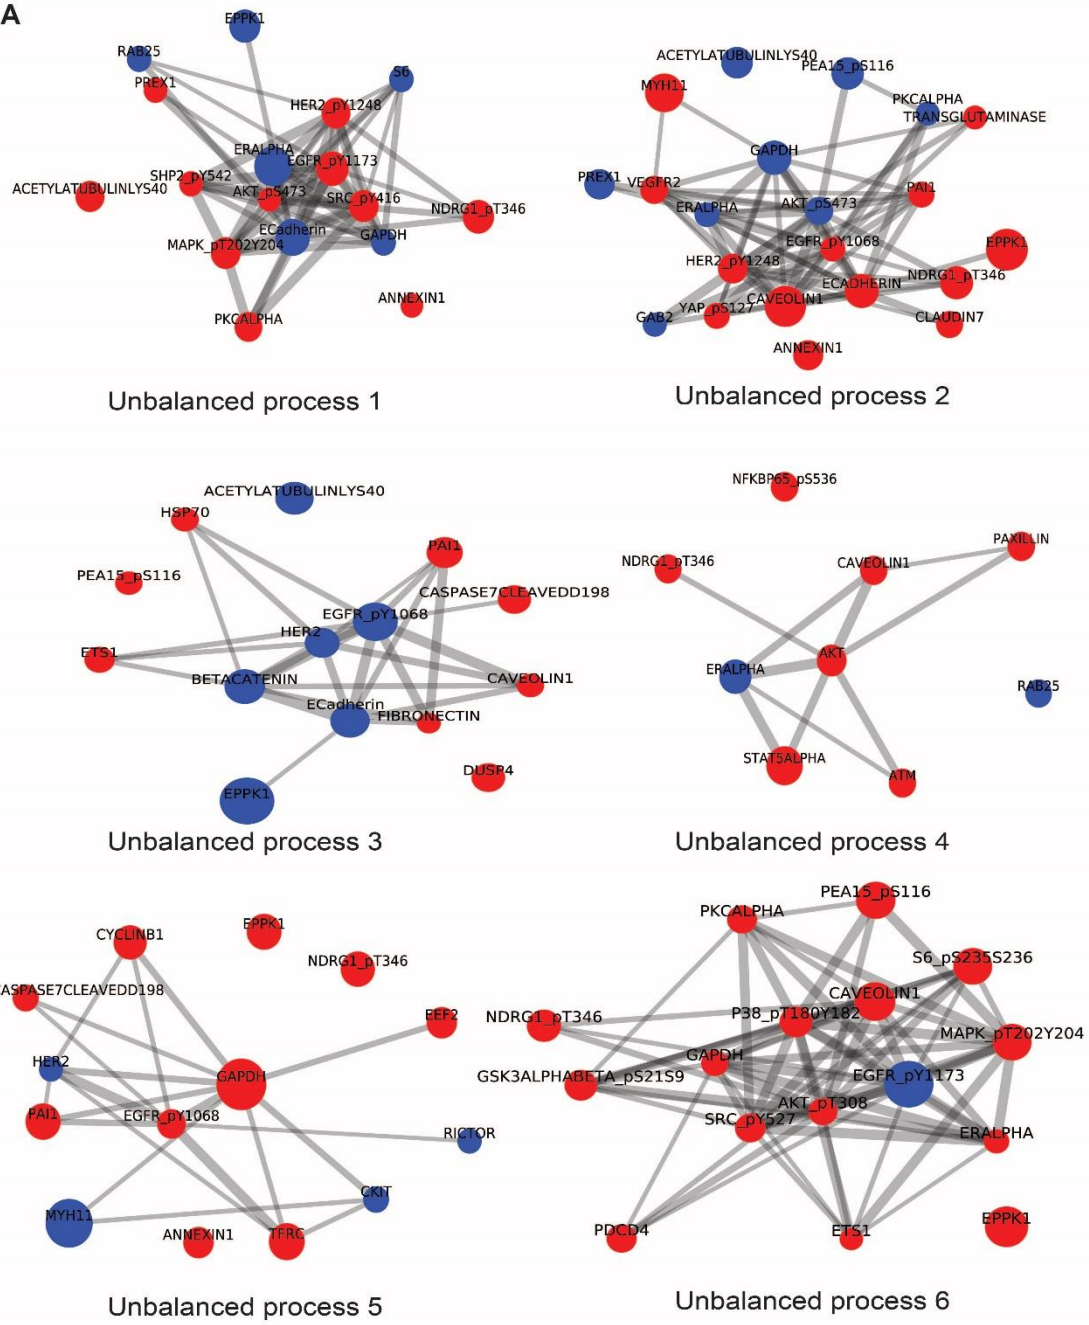 A
EPPK1
RAB25
PREX1
S6
HER2_pY1248
ERALPHA
EGFR_pY1173
SHP2_pY542
ACETYLATUBULINLYS40
AKT_pS473
SRC_pY416
NDRG1_pT346
ECadherin
GAPDH
MAPK_pT202Y204
ANNEXIN1
PKCALPHA
Unbalanced process 1
ACETYLATUBULINLYS40
PEA15_pS116
MYH11
PKCALPHA
TRANSGLUTAMINASE
GAPDH
PREX1
VEGFR2
PAI1
ERALPHA
AKT_pS473
EGFR_pY1068
EPPK1
HER2_pY1248
NDRG1_pT346
ECADHERIN
CAVEOLIN1
YAP_pS127
GAB2
CLAUDIN7
ANNEXIN1
Unbalanced process 2
ACETYLATUBULINLYS40
HSP70
PAI1
PEA15_pS116
CASPASE7CLEAVEDD198
EGFR_pY1068
HER2
ETS1
BETACATENIN
CAVEOLIN1
ECadherin
FIBRONECTIN
DUSP4
EPPK1
Unbalanced process 3
NFKBP65_pS536
PAXILLIN
NDRG1_pT346
CAVEOLIN1
AKT
ERALPHA
RAB25
STAT5ALPHA
ATM
Unbalanced process 4
EPPK1
CYCLINB1
NDRG1_pT346
CASPASE7CLEAVEDD198
EEF2
HER2
GAPDH
PAI1
EGFR_pY1068
RICTOR
CKIT
MYH11
ANNEXIN1
TFRC
Unbalanced process 5
PEA15_pS116
PKCALPHA
S6_pS235S236
CAVEOLIN1
P38_pT180Y182
NDRG1_pT346
MAPK_pT202Y204
GAPDH
GSK3ALPHABETA_pS21S9
EGFR_pY1173
AKT_pT308
SRC_pY527
ERALPHA
EPPK1
PDCD4
ETS1
Unbalanced process 6